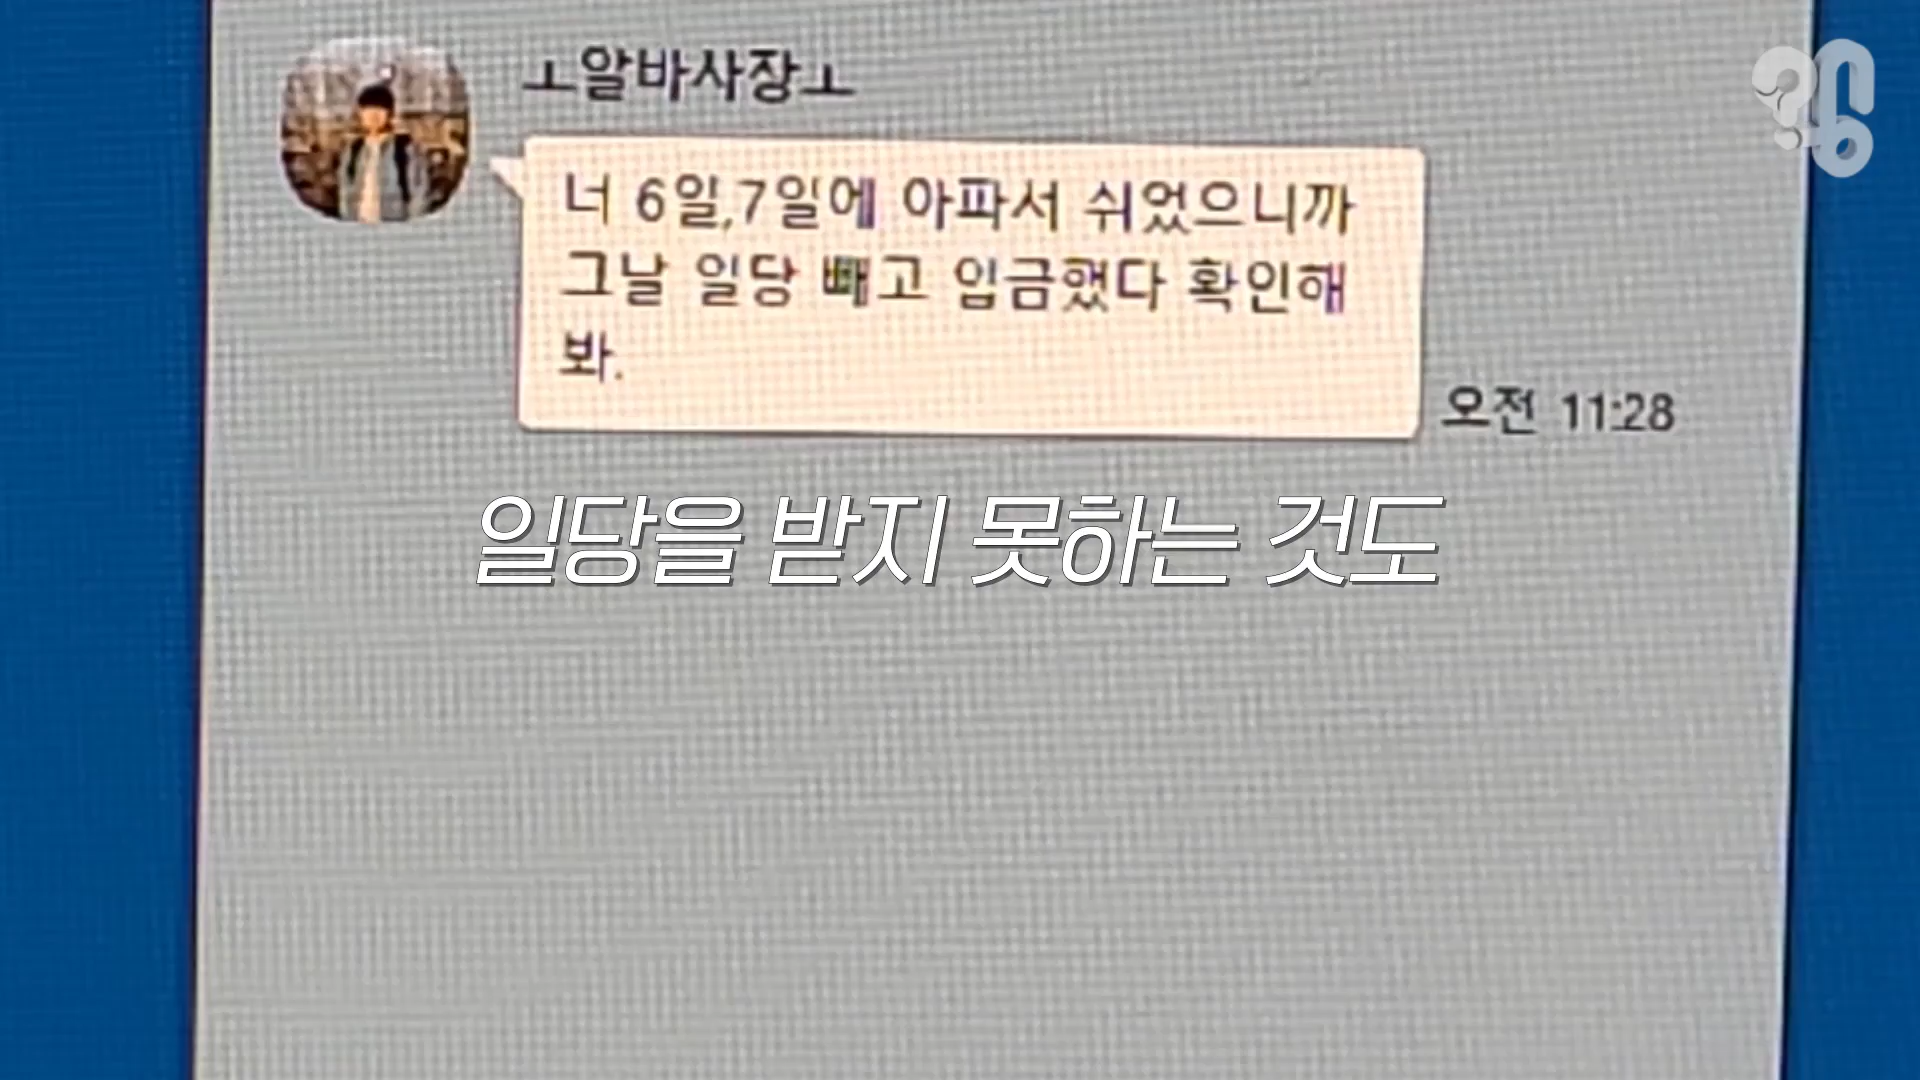 ㅗ알바사장ㅗ
너 6일,7일에 아파서 쉬었으니까
그날 일당 빼고 입금했다 확인해
봐.
오전 11:28
일당을 받지 못하는 것도